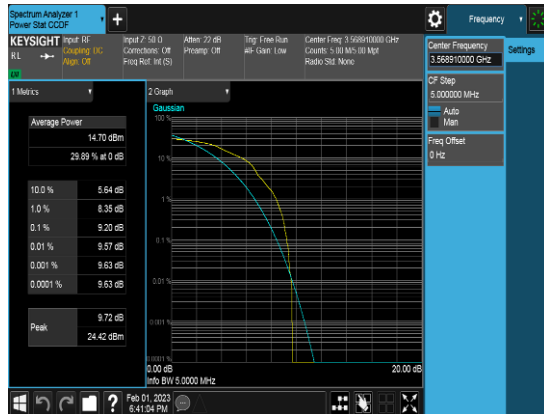 Spectrum Analyzer 1
Power Stat CCDF
Frequency
KEYSIGHT
RL
Input: RF
Coupling: DC
Align: Off
Input Z: 50 Ω
Corrections: Off
Freq Ref: Int (S)
Atten: 22 dB
Preamp: Off
Trig: Free Run
#IF Gain: Low
Center Freq: 3.568910000 GHz
Counts: 5.00 M/5.00 Mpt
Radio Std: None
Center Frequency
3.568910000 GHz
Settings
CF Step
5.000000 MHz
Auto
Man
Freq Offset
0 Hz
1 Metrics
2 Graph
Gaussian
Average Power
14.70 dBm
29.89 % at 0 dB
10.0 % 5.64 dB
1.0 % 8.35 dB
0.1 % 9.20 dB
0.01 % 9.57 dB
0.001 % 9.63 dB
0.0001 % 9.63 dB
Peak
9.72 dB
24.42 dBm
100 %
10 %
1 %
0.1 %
0.01 %
0.001 %
0.0001 %
0.00 dB
20.00 dB
Info BW 5.0000 MHz
?
Feb 01, 2023
6:41:04 PM